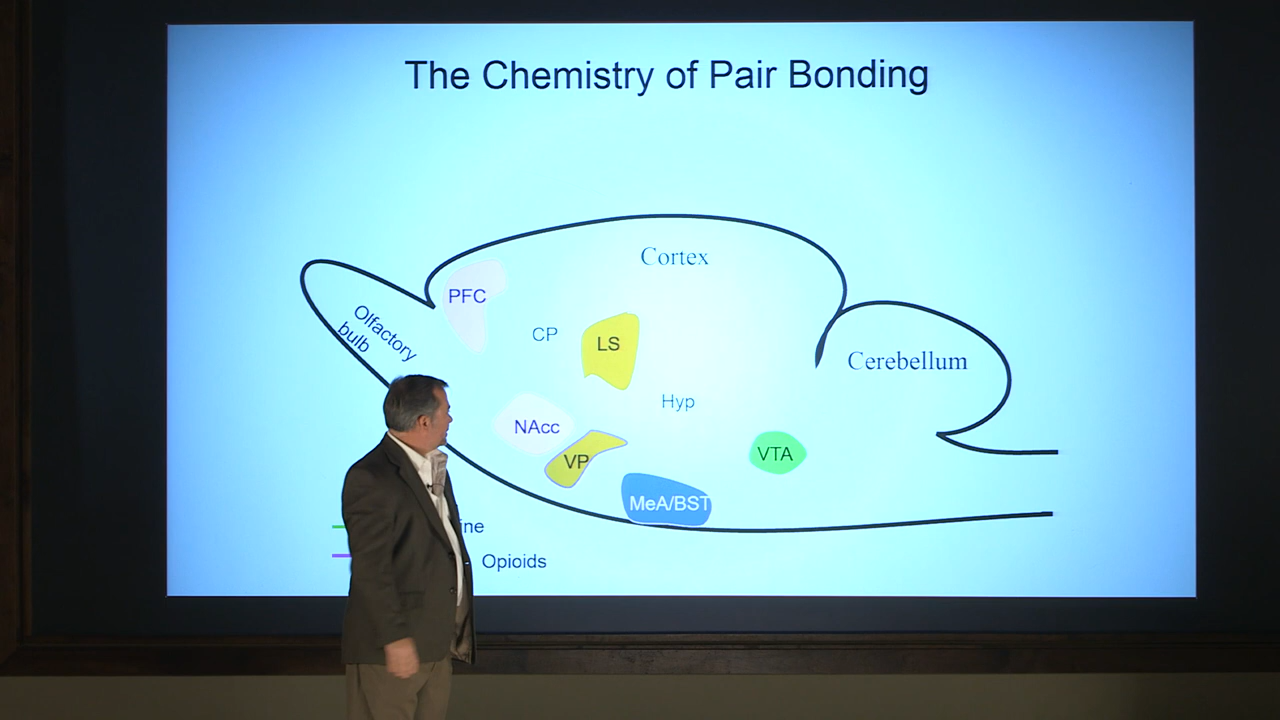 The Chemistry of Pair Bonding
Cortex
PFC
Olfactory
bulb
CP
LS
Cerebellum
Hyp
NAcc
VP
VTA
MeA/BST
Opioids